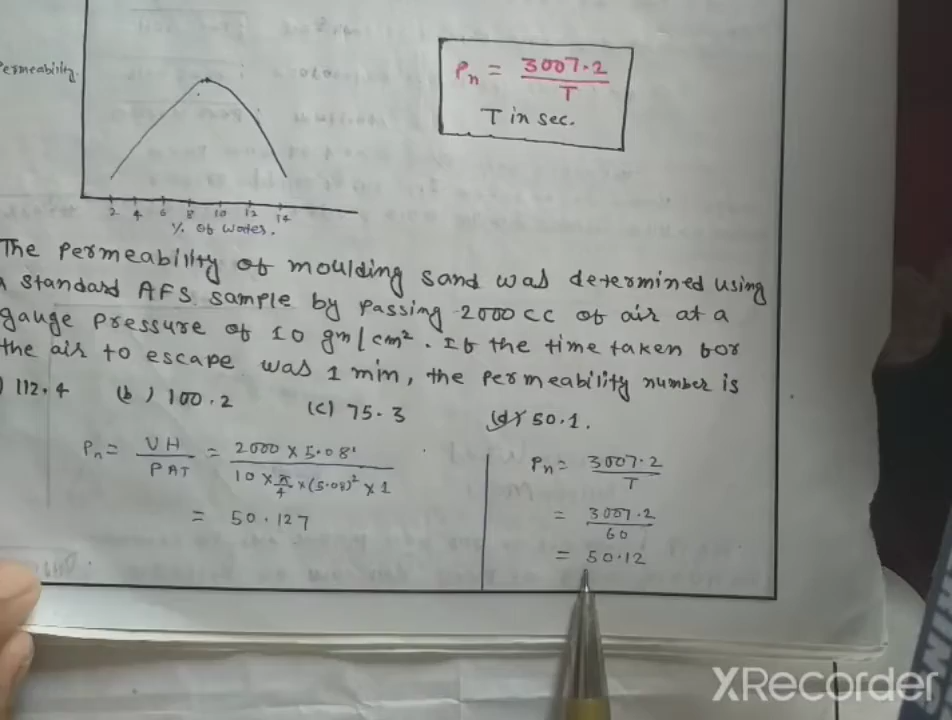 Permeability.
Pn = 3007.2 / T
T in sec.
2 4 6 8 10 12 14
% of water.
The Permeability of moulding sand was determined using
a standard AFS sample by passing 2000 CC of air at a
gauge pressure of 10 gm/cm². If the time taken for
the air to escape was 1 min, the permeability number is
) 112.4 (b) 100.2 (c) 75.3 (d) 50.1.
Pn = VH / PAT = 2000 × 5.08 / 10 × π/4 × (5.08)² × 1
= 50.127
Pn = 3007.2 / T
= 3007.2 / 60
= 50.12
XRecorder